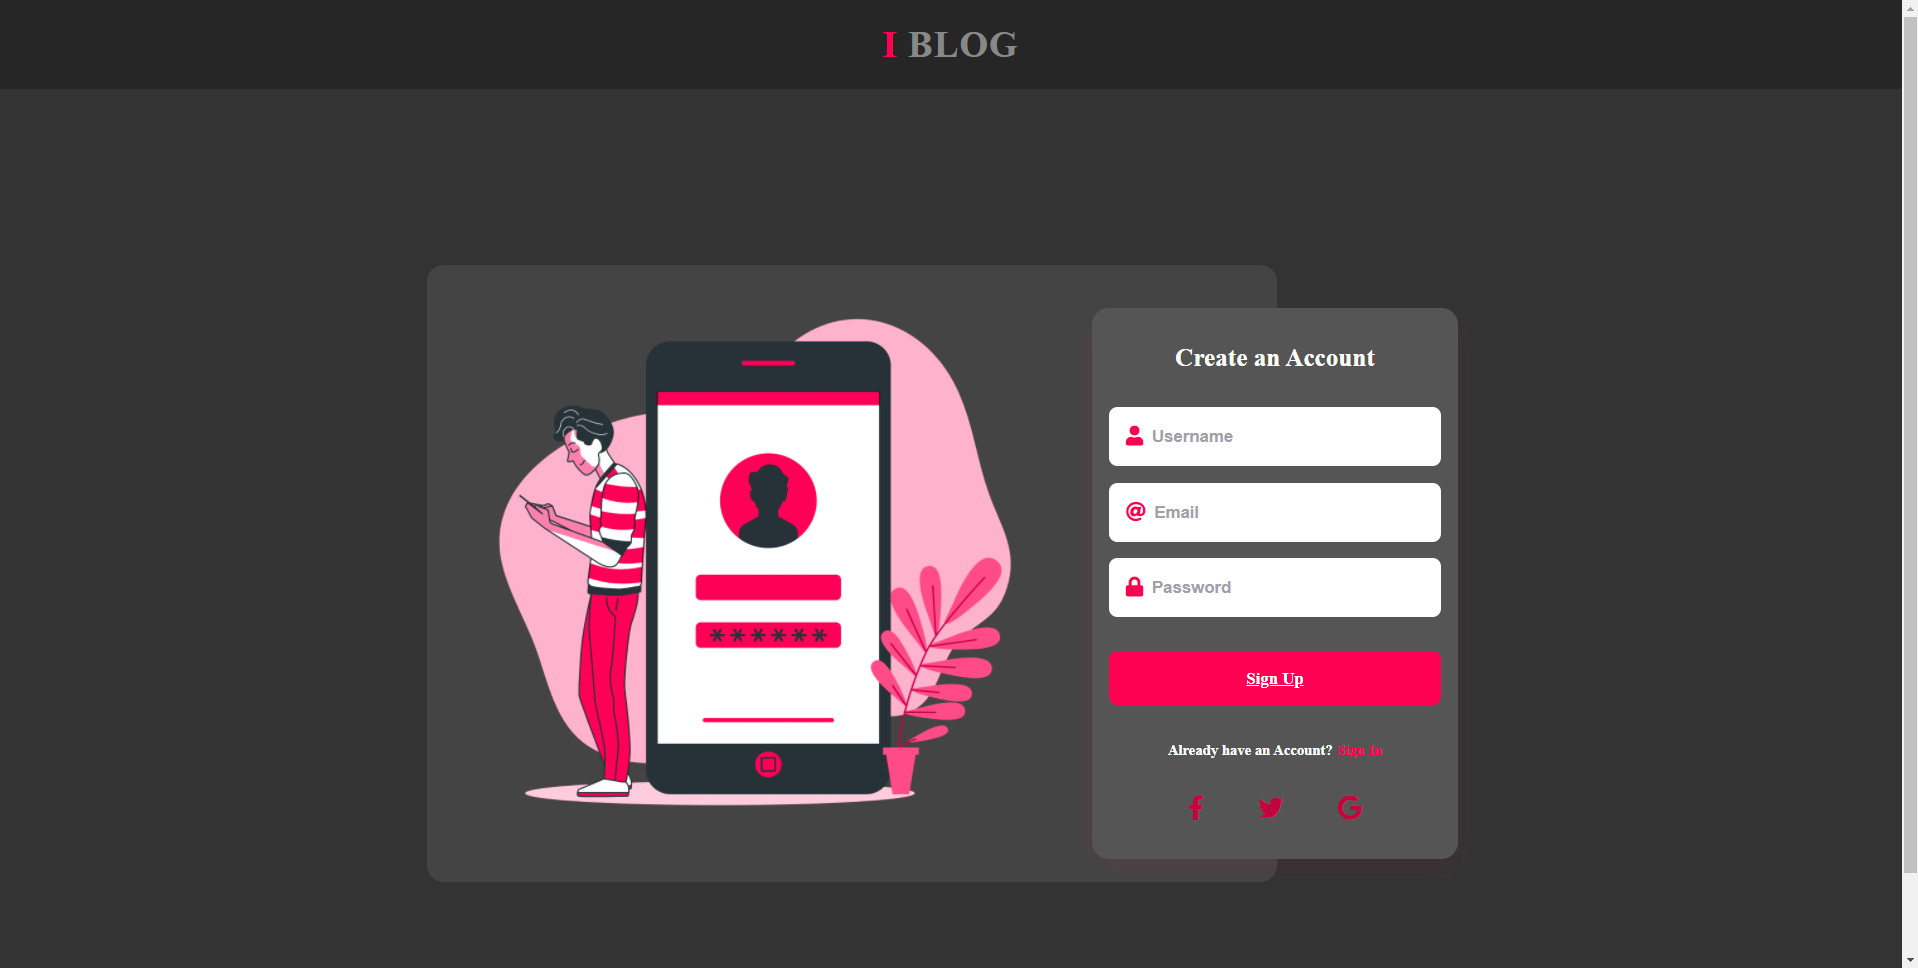 I BLOG
Create an Account
Username
Email
Password
Sign Up
Already have an Account? Sign In